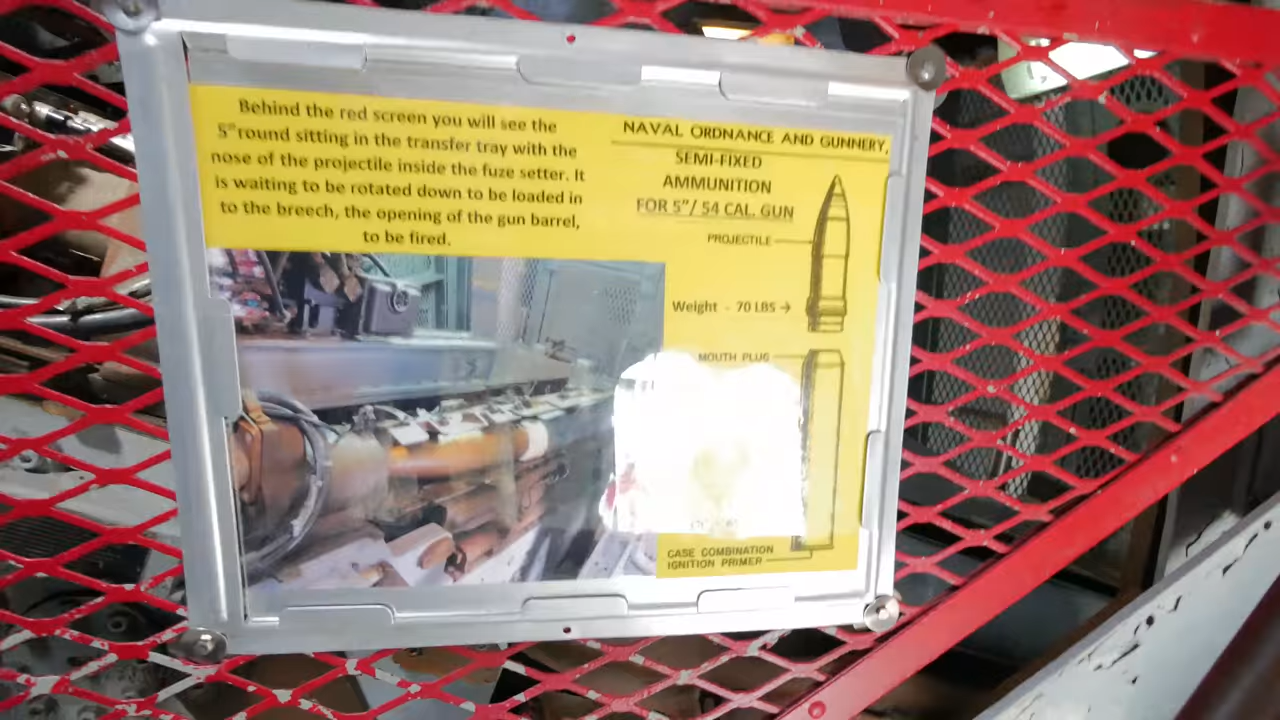 Behind the red screen you will see the
5" round sitting in the transfer tray with the
nose of the projectile inside the fuze setter. It
is waiting to be rotated down to be loaded in
to the breech, the opening of the gun barrel,
to be fired.
NAVAL ORDNANCE AND GUNNERY,
SEMI-FIXED
AMMUNITION
FOR 5"/ 54 CAL. GUN
PROJECTILE
Weight - 70 LBS →
MOUTH PLUG
CASE COMBINATION
IGNITION PRIMER